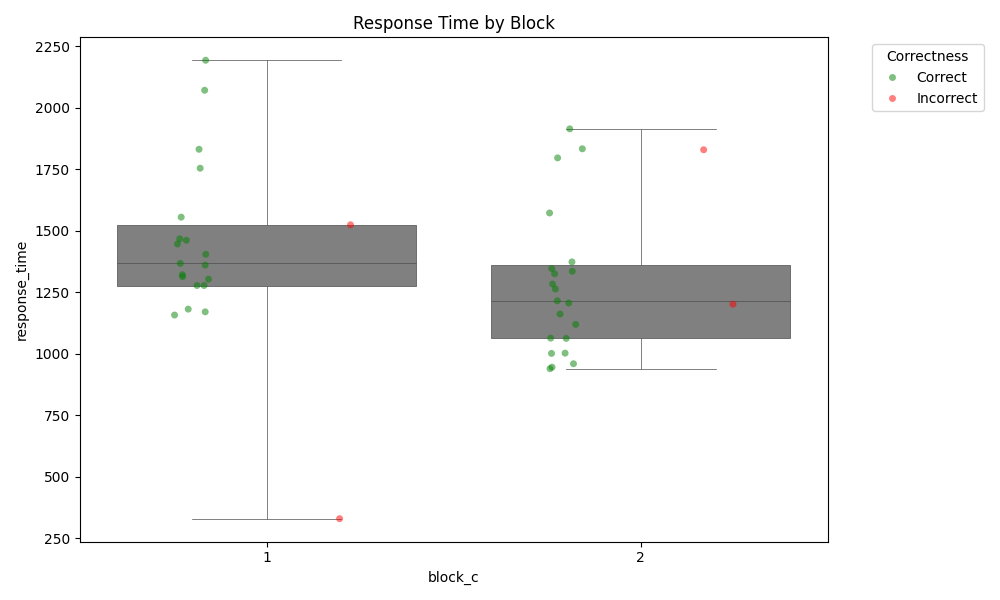 Response Time by Block
Correctness
Correct
Incorrect
response_time
2250
2000
1750
1500
1250
1000
750
500
250
1
2
block_c